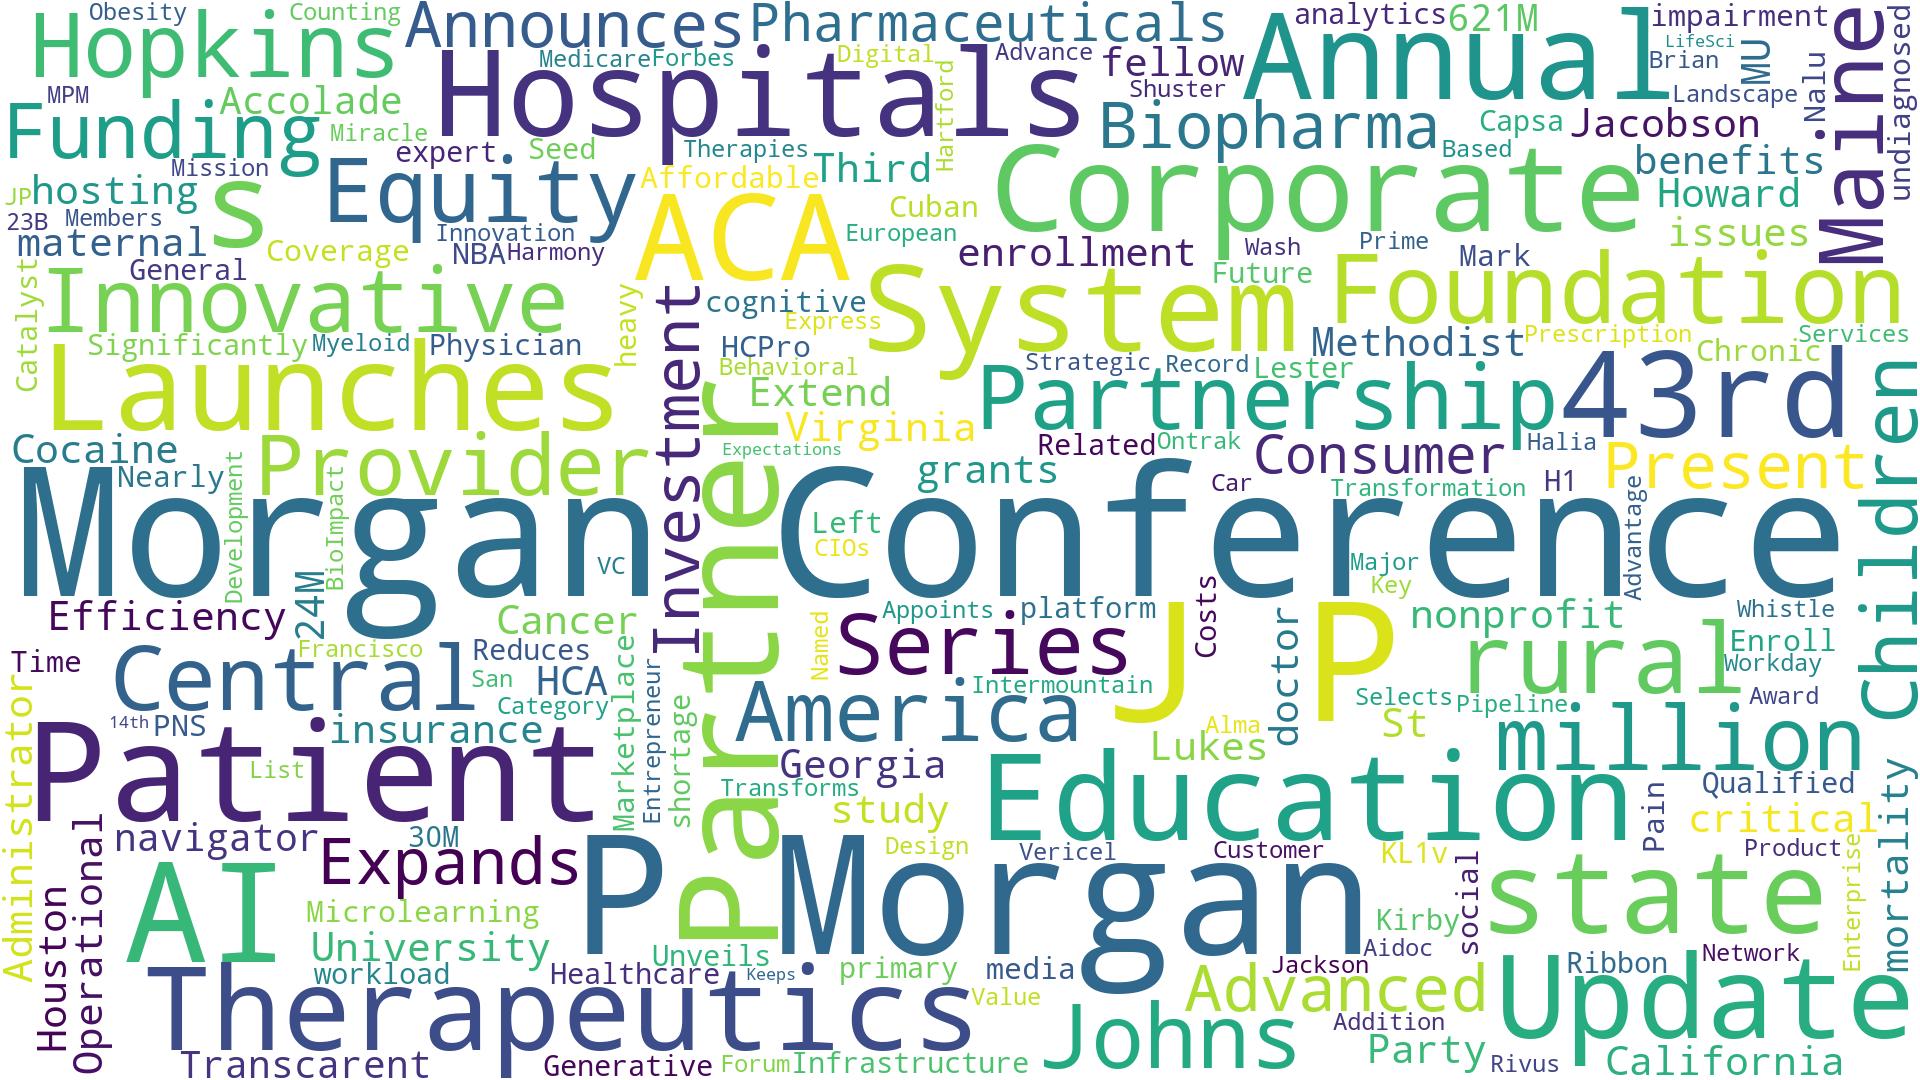 Obesity
Counting
Hopkins
Announces
Pharmaceuticals
Annual
analytics
621M
impairment
LifeSci
Maine
undiagnosed
Hospitals
Medicare
Forbes
Digital
Advance
fellow
Brian
MU
Nalu
MPM
Accolade
Shuster
Landscape
Funding
Miracle
Hartford
Biopharma
Capsa
Jacobson
expert
Seed
Therapies
Third
Based
Mission
Equity
Affordable
Corporate
benefits
JP
hosting
s
ACA
Cuban
Howard
23B
Members
Innovation
European
maternal
Coverage
NBA
Harmony
enrollment
Wash
Prime
Mark
issues
General
Catalyst
Innovative
heavy
Investment
cognitive
System
Future
Foundation
Express
Significantly
Myeloid
Physician
HCPro
Methodist
Prescription
Services
Launches
Behavioral
Strategic
Record
Lester
Chronic
Extend
Partnership
43rd
Children
Cocaine
Provider
Partner
Virginia
Related
Ontrak
Consumer
Halia
Expectations
Nearly
Development
BioImpact
grants
Car
Transformation
H1
Present
Morgan
Conference
Advantage
Left
CIOs
VC
Major
Key
Efficiency
24M
Cancer
Appoints
platform
Costs
nonprofit
Whistle
Named
Series
J
P
doctor
rural
Enroll
Time
Francisco
Reduces
Workday
Central
San
HCA
Marketplace
Entrepreneur
Intermountain
Selects
Pipeline
Award
Administrator
Category
shortage
America
Alma
St
million
14th
PNS
insurance
Patient
Georgia
Lukes
List
Transforms
Education
Qualified
Pain
mortality
study
critical
navigator
30M
Design
Vericel
Customer
KL1v
Product
Operational
Expands
P
Morgan
social
state
Enterprise
AI
Houston
Microlearning
Kirby
University
Unveils
Aidoc
Network
workload
Healthcare
Keeps
primary
media
Jackson
Ribbon
Therapeutics
Value
Advanced
Update
Johns
Addition
Party
Transcarent
Generative
Forum
Infrastructure
Rivus
California